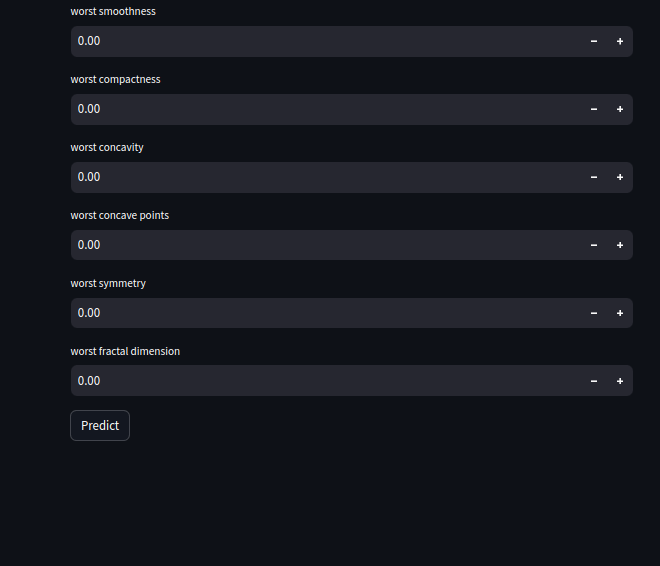 worst smoothness
0.00
worst compactness
0.00
worst concavity
0.00
worst concave points
0.00
worst symmetry
0.00
worst fractal dimension
0.00
Predict